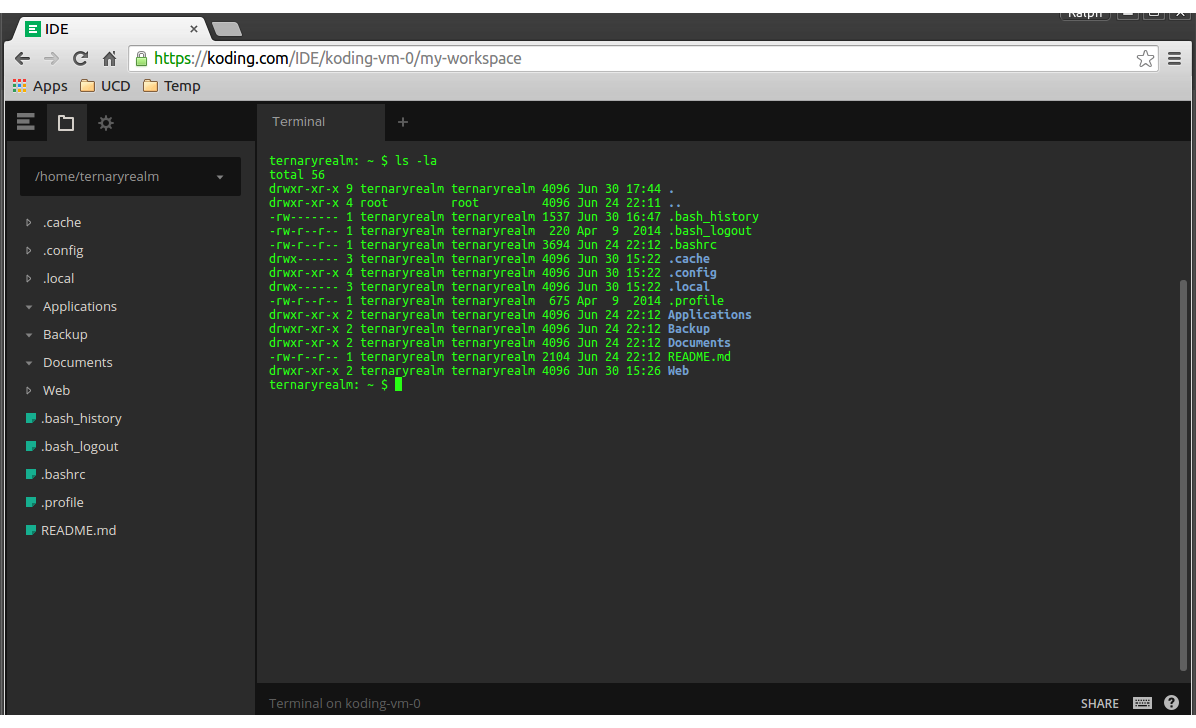 Ralph
IDE
https://koding.com/IDE/koding-vm-0/my-workspace
Apps UCD Temp
Terminal
/home/ternaryrealm
.cache
.config
.local
Applications
Backup
Documents
Web
.bash_history
.bash_logout
.bashrc
.profile
README.md
ternaryrealm: ~ $ ls -la
total 56
drwxr-xr-x 9 ternaryrealm ternaryrealm 4096 Jun 30 17:44 .
drwxr-xr-x 4 root         root         4096 Jun 24 22:11 ..
-rw------- 1 ternaryrealm ternaryrealm 1537 Jun 30 16:47 .bash_history
-rw-r--r-- 1 ternaryrealm ternaryrealm  220 Apr  9  2014 .bash_logout
-rw-r--r-- 1 ternaryrealm ternaryrealm 3694 Jun 24 22:12 .bashrc
drwx------ 3 ternaryrealm ternaryrealm 4096 Jun 30 15:22 .cache
drwxr-xr-x 4 ternaryrealm ternaryrealm 4096 Jun 30 15:22 .config
drwx------ 3 ternaryrealm ternaryrealm 4096 Jun 30 15:22 .local
-rw-r--r-- 1 ternaryrealm ternaryrealm  675 Apr  9  2014 .profile
drwxr-xr-x 2 ternaryrealm ternaryrealm 4096 Jun 24 22:12 Applications
drwxr-xr-x 2 ternaryrealm ternaryrealm 4096 Jun 24 22:12 Backup
drwxr-xr-x 2 ternaryrealm ternaryrealm 4096 Jun 24 22:12 Documents
-rw-r--r-- 1 ternaryrealm ternaryrealm 2104 Jun 24 22:12 README.md
drwxr-xr-x 2 ternaryrealm ternaryrealm 4096 Jun 30 15:26 Web
ternaryrealm: ~ $
Terminal on koding-vm-0
SHARE